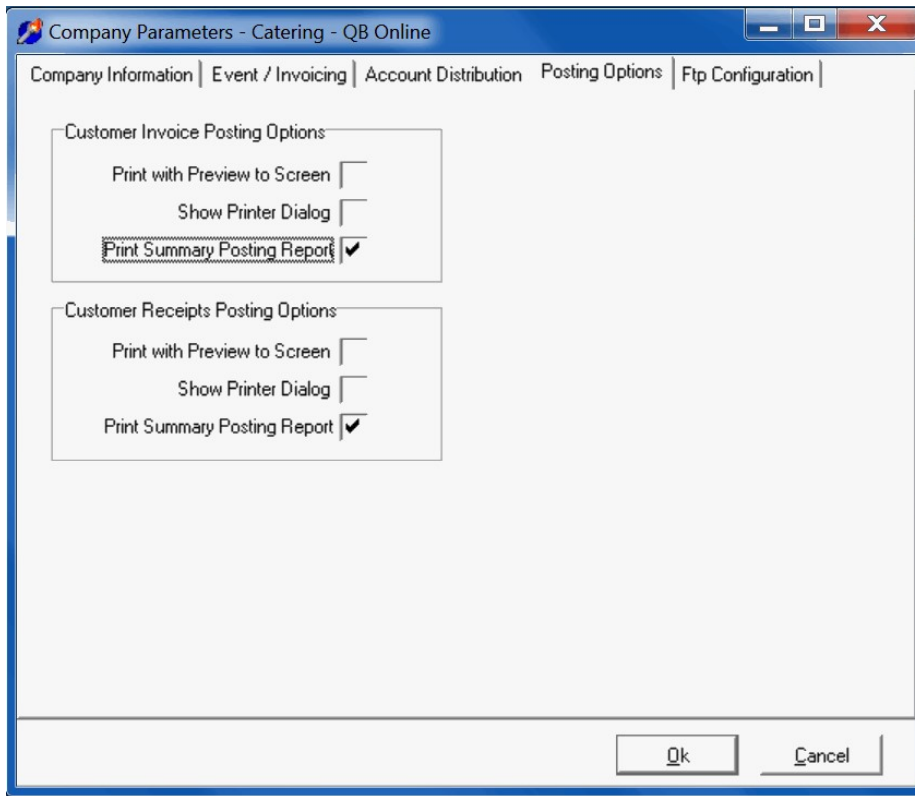 Company Parameters - Catering - QB Online
Company Information Event / Invoicing Account Distribution Posting Options Ftp Configuration
Customer Invoice Posting Options
Print with Preview to Screen
Show Printer Dialog
Print Summary Posting Report
Customer Receipts Posting Options
Print with Preview to Screen
Show Printer Dialog
Print Summary Posting Report
Ok Cancel